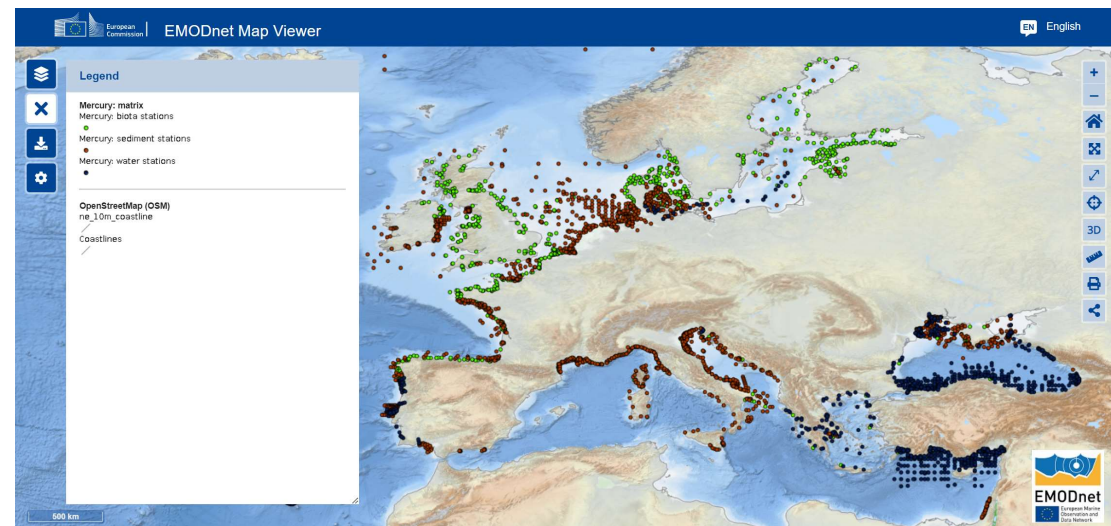 European
Commission
EMODnet Map Viewer
EN English
Legend
Mercury: matrix
Mercury: biota stations
Mercury: sediment stations
Mercury: water stations
OpenStreetMap (OSM)
ne_10m_coastline
Coastlines
+
−
3D
500 km
EMODnet
European Marine
Observation and
Data Network